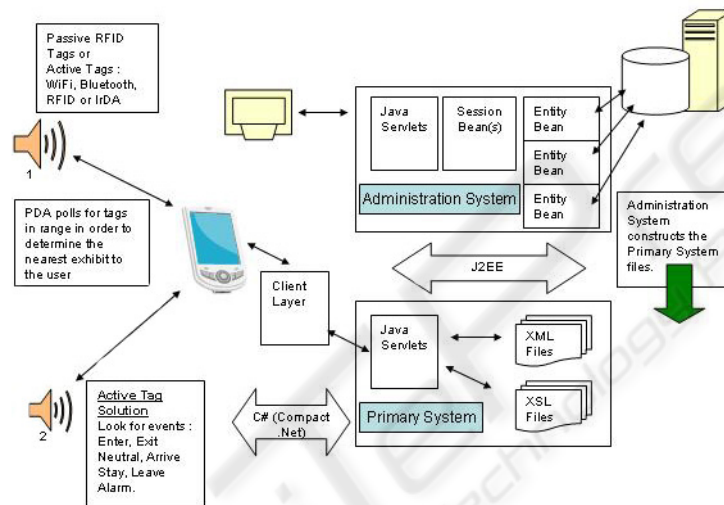 Passive RFID
Tags or
Active Tags :
WiFi, Bluetooth,
RFID or IrDA
1
PDA polls for tags
in range in order to
determine the
nearest exhibit to
the user
2
Active Tag
Solution
Look for events :
Enter, Exit
Neutral, Arrive
Stay, Leave
Alarm.
Client
Layer
C# (Compact
.Net)
Java
Servlets
Session
Bean(s)
Entity
Bean
Entity
Bean
Entity
Bean
Administration System
J2EE
Java
Servlets
XML
Files
XSL
Files
Primary System
Administration
System
constructs the
Primary System
files.